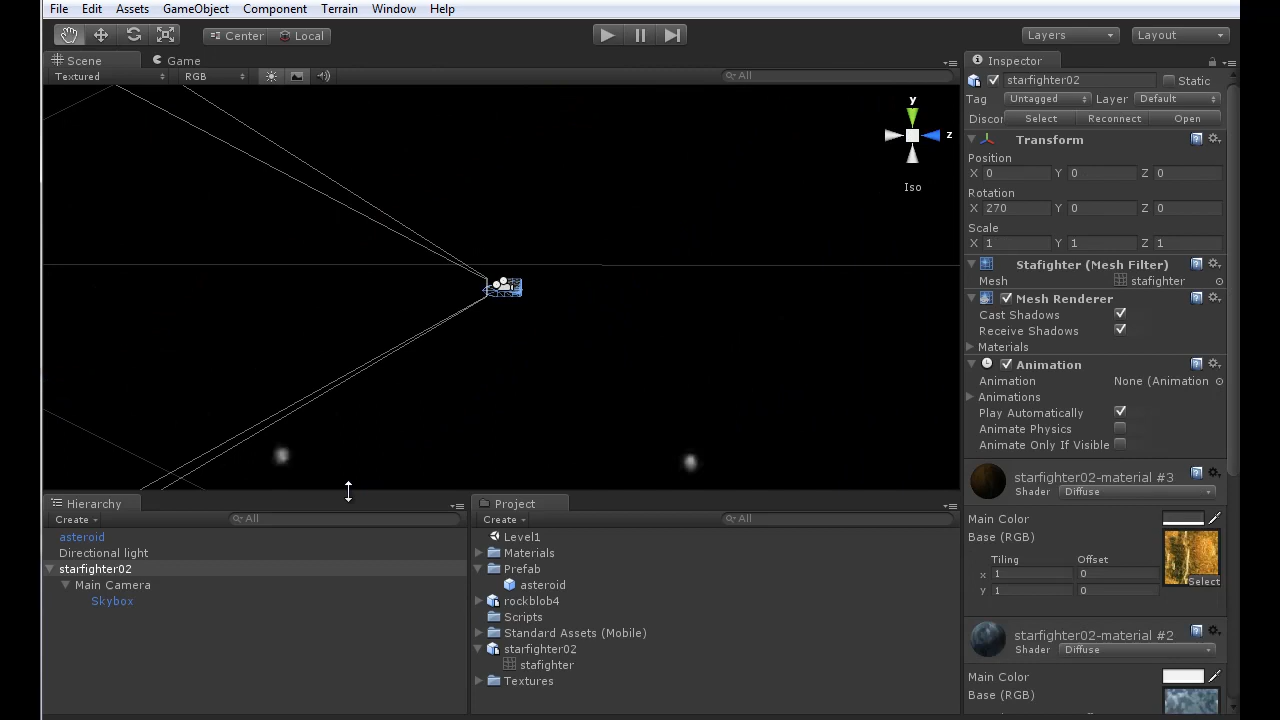 File Edit Assets GameObject Component Terrain Window Help
Center Local Layers Layout
Scene Game Inspector
Textured RGB All
starfighter02 Static
Tag Untagged Layer Default
Discor Select Reconnect Open
Transform
Position
X 0 Y 0 Z 0
Rotation
X 270 Y 0 Z 0
Scale
X 1 Y 1 Z 1
y
z
Iso
Stafighter (Mesh Filter)
Mesh stafighter
Mesh Renderer
Cast Shadows
Receive Shadows
Materials
Animation
Animation None (Animation
Animations
Play Automatically
Animate Physics
Animate Only If Visible
starfighter02-material #3
Shader Diffuse
Main Color
Base (RGB)
Tiling Offset
x 1 0
y 1 0
Select
starfighter02-material #2
Shader Diffuse
Main Color
Base (RGB)
Hierarchy
Create All
asteroid
Directional light
starfighter02
Main Camera
Skybox
Project
Create All
Level1
Materials
Prefab
asteroid
rockblob4
Scripts
Standard Assets (Mobile)
starfighter02
stafighter
Textures